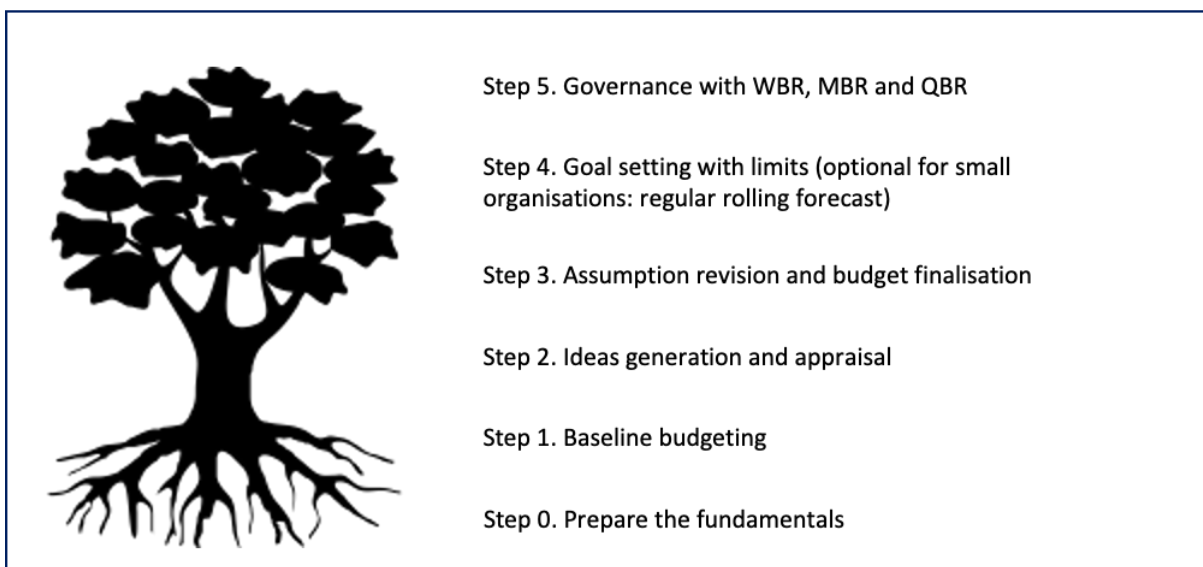 Step 5. Governance with WBR, MBR and QBR
Step 4. Goal setting with limits (optional for small
organisations: regular rolling forecast)
Step 3. Assumption revision and budget finalisation
Step 2. Ideas generation and appraisal
Step 1. Baseline budgeting
Step 0. Prepare the fundamentals